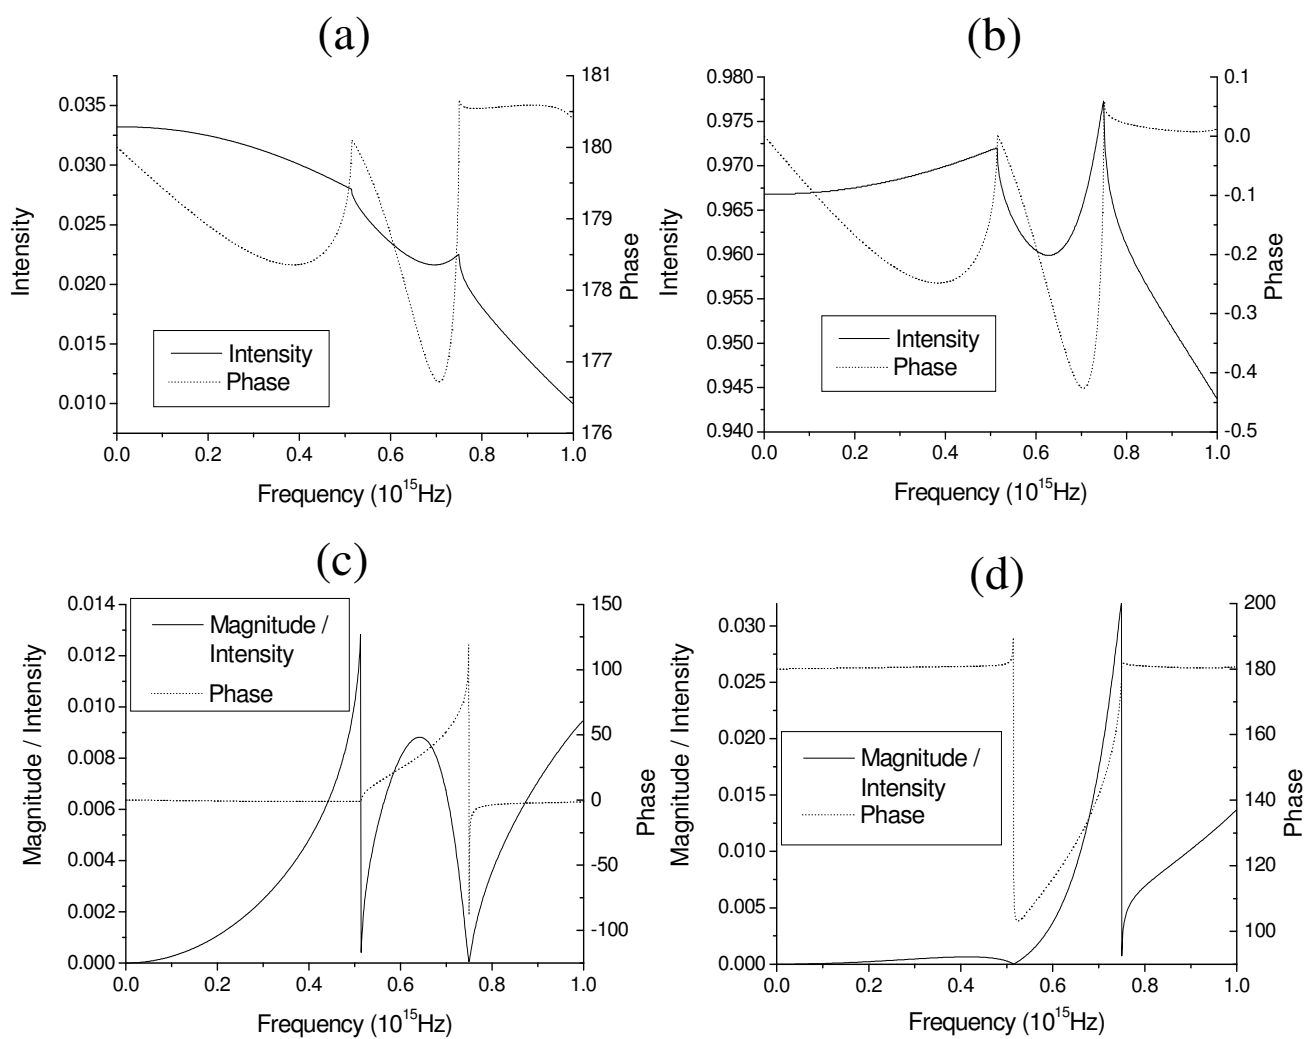 (a)
(b)
181
180
179
178
177
176
0.035
0.030
0.025
0.020
0.015
0.010
Intensity
Phase
Intensity
Phase
0.0 0.2 0.4 0.6 0.8 1.0
Frequency (10^15Hz)
0.980
0.975
0.970
0.965
0.960
0.955
0.950
0.945
0.940
0.1
0.0
-0.1
-0.2
-0.3
-0.4
-0.5
Intensity
Phase
Intensity
Phase
0.0 0.2 0.4 0.6 0.8 1.0
Frequency (10^15Hz)
(c)
(d)
0.014
0.012
0.010
0.008
0.006
0.004
0.002
0.000
150
100
50
0
-50
-100
Magnitude / Intensity
Phase
Magnitude /
Intensity
Phase
0.0 0.2 0.4 0.6 0.8 1.0
Frequency (10^15Hz)
0.030
0.025
0.020
0.015
0.010
0.005
0.000
200
180
160
140
120
100
Magnitude / Intensity
Phase
Magnitude /
Intensity
Phase
0.0 0.2 0.4 0.6 0.8 1.0
Frequency (10^15Hz)